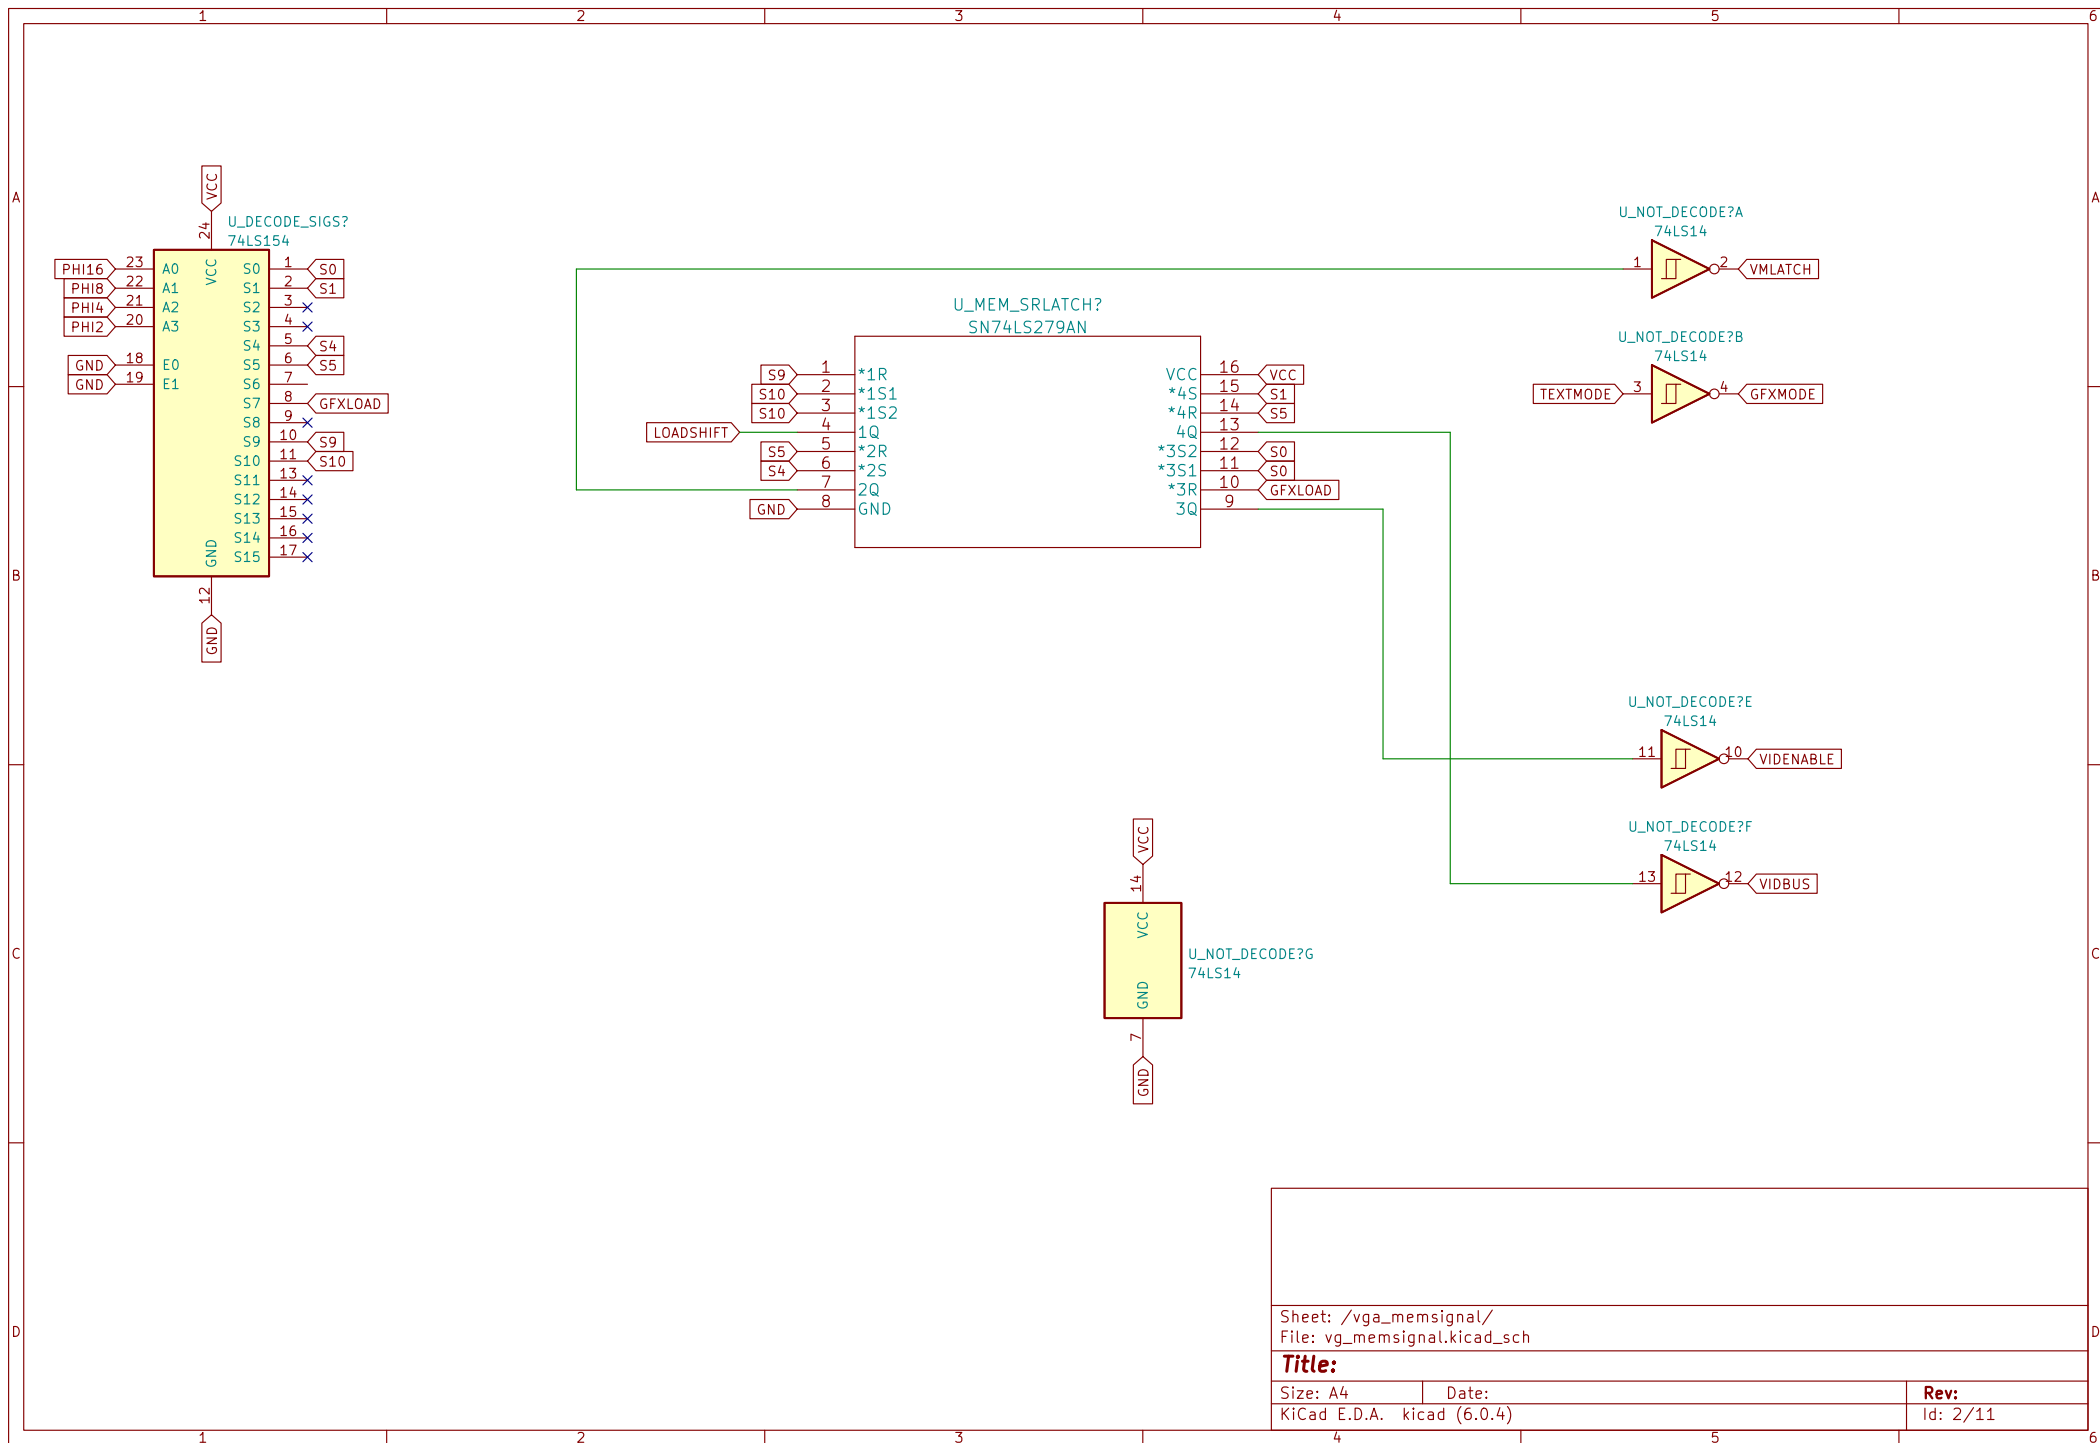 1 2 3 4 5 6
A
A
VCC
24
U_DECODE_SIGS?
74LS154
PHI16 23 A0 VCC S0 1 S0
PHI8 22 A1 S1 2 S1
PHI4 21 A2 S2 3
PHI2 20 A3 S3 4
S4 5 S4
GND 18 E0 S5 6 S5
GND 19 E1 S6 7
S7 8 GFXLOAD
S8 9
S9 10 S9
S10 11 S10
S11 13
S12 14
S13 15
GND S14 16
S15 17
12
GND
U_MEM_SRLATCH?
SN74LS279AN
S9 1 *1R VCC 16 VCC
S10 2 *1S1 *4S 15 S1
S10 3 *1S2 *4R 14 S5
LOADSHIFT 4 1Q 4Q 13
S5 5 *2R *3S2 12 S0
S4 6 *2S *3S1 11 S0
7 2Q *3R 10 GFXLOAD
GND 8 GND 3Q 9
U_NOT_DECODE?A
74LS14
1 2 VMLATCH
U_NOT_DECODE?B
74LS14
TEXTMODE 3 4 GFXMODE
B
B
U_NOT_DECODE?E
74LS14
11 10 VIDENABLE
U_NOT_DECODE?F
74LS14
13 12 VIDBUS
VCC
14
VCC
U_NOT_DECODE?G
74LS14
GND
7
GND
C
C
D
D
Sheet: /vga_memsignal/
File: vg_memsignal.kicad_sch
Title:
Size: A4 Date: Rev:
KiCad E.D.A. kicad (6.0.4) Id: 2/11
1 2 3 4 5 6